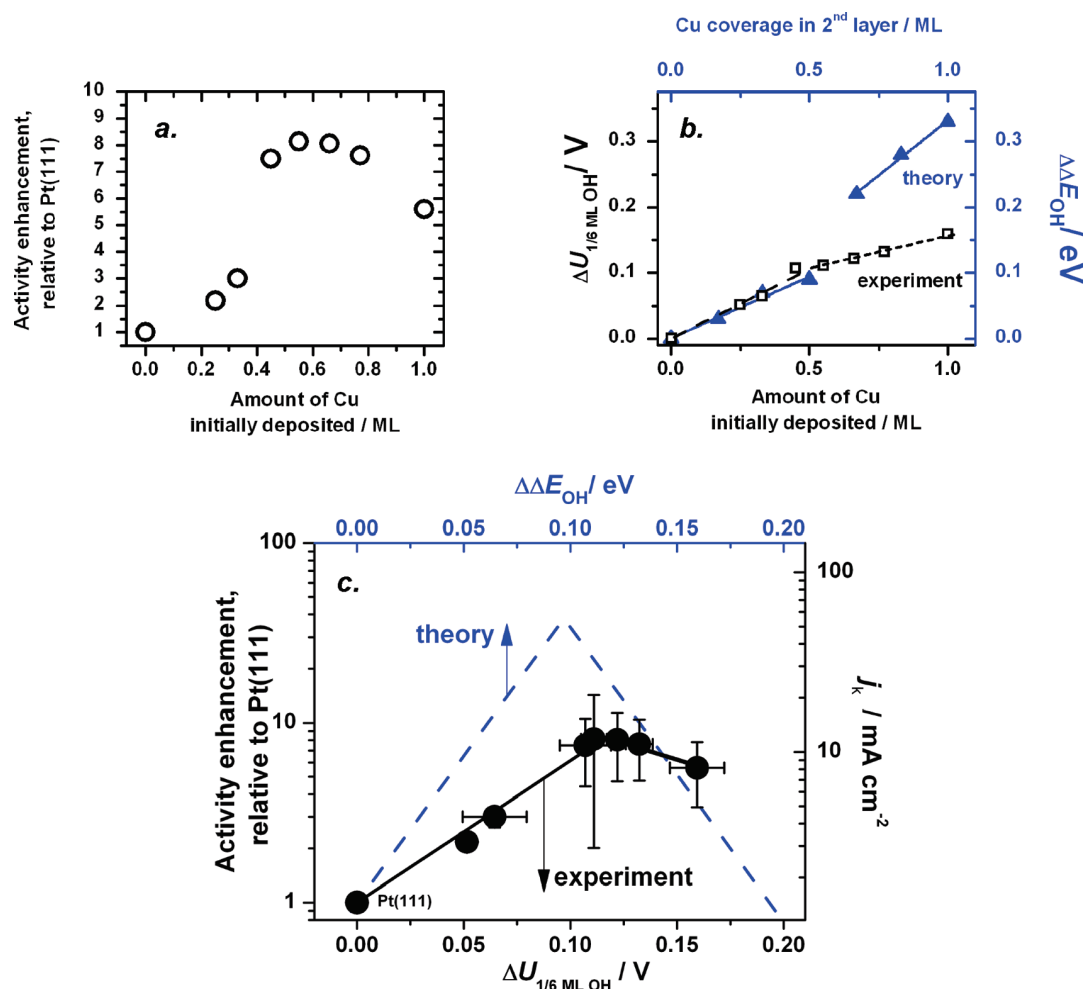 Cu coverage in 2nd layer / ML
0.0 0.5 1.0
a.
Activity enhancement,
relative to Pt(111)
10
9
8
7
6
5
4
3
2
1
0.0 0.2 0.4 0.6 0.8 1.0
Amount of Cu
initially deposited / ML
b.
ΔU1/6 ML OH/ V
0.3
0.2
0.1
0.0
theory
experiment
0.3
0.2
0.1
0.0
ΔΔEOH/ eV
0.0 0.5 1.0
Amount of Cu
initially deposited / ML
ΔΔEOH/ eV
0.00 0.05 0.10 0.15 0.20
c.
Activity enhancement,
relative to Pt(111)
100
10
1
theory
experiment
Pt(111)
100
10
jk / mA cm-2
0.00 0.05 0.10 0.15 0.20
ΔU1/6 ML OH / V